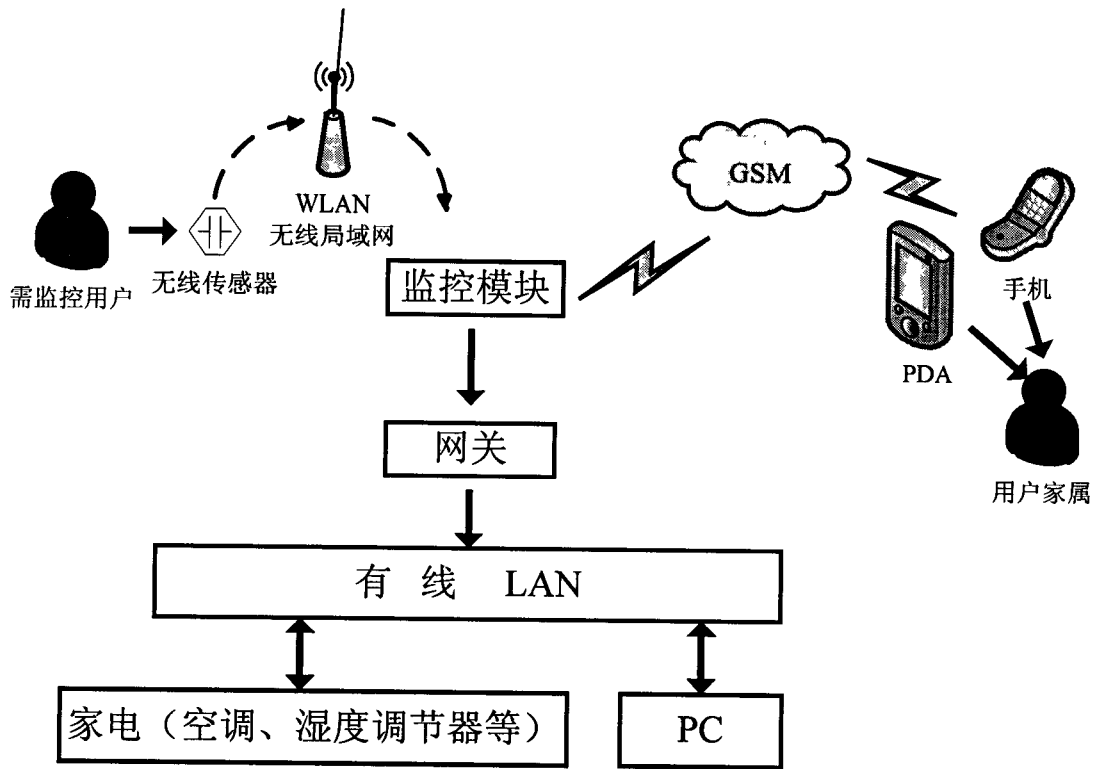 WLAN
无线局域网
需监控用户
无线传感器
监控模块
GSM
手机
PDA
用户家属
网关
有 线 LAN
家电（空调、湿度调节器等）
PC